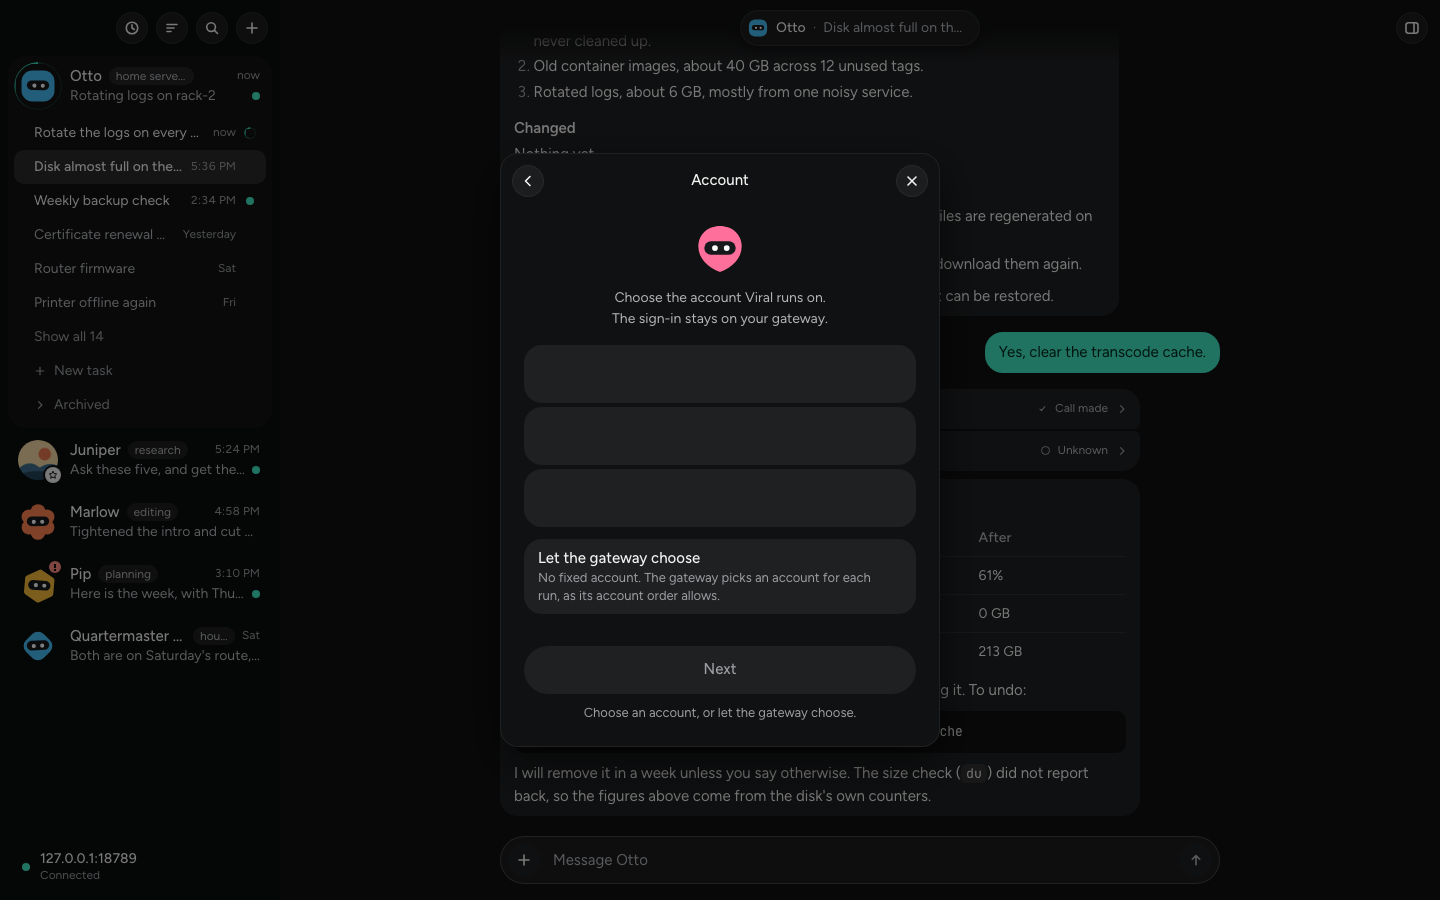 Otto
home serve...
now
Rotating logs on rack-2
Rotate the logs on every ...
now
Disk almost full on the...
5:36 PM
Weekly backup check
2:34 PM
Certificate renewal ...
Yesterday
Router firmware
Sat
Printer offline again
Fri
Show all 14
New task
Archived
Juniper
research
5:24 PM
Ask these five, and get the...
Marlow
editing
4:58 PM
Tightened the intro and cut ...
Pip
planning
3:10 PM
Here is the week, with Thu...
Quartermaster ...
hou...
Sat
Both are on Saturday's route,...
127.0.0.1:18789
Connected
Otto · Disk almost full on th...
never cleaned up.
2. Old container images, about 40 GB across 12 unused tags.
3. Rotated logs, about 6 GB, mostly from one noisy service.
Changed
Account
Choose the account Viral runs on.
The sign-in stays on your gateway.
Let the gateway choose
No fixed account. The gateway picks an account for each
run, as its account order allows.
Next
Choose an account, or let the gateway choose.
are regenerated on
download them again.
can be restored.
Yes, clear the transcode cache.
Call made
Unknown
After
61%
0 GB
213 GB
it. To undo:
I will remove it in a week unless you say otherwise. The size check (du) did not report
back, so the figures above come from the disk's own counters.
Message Otto